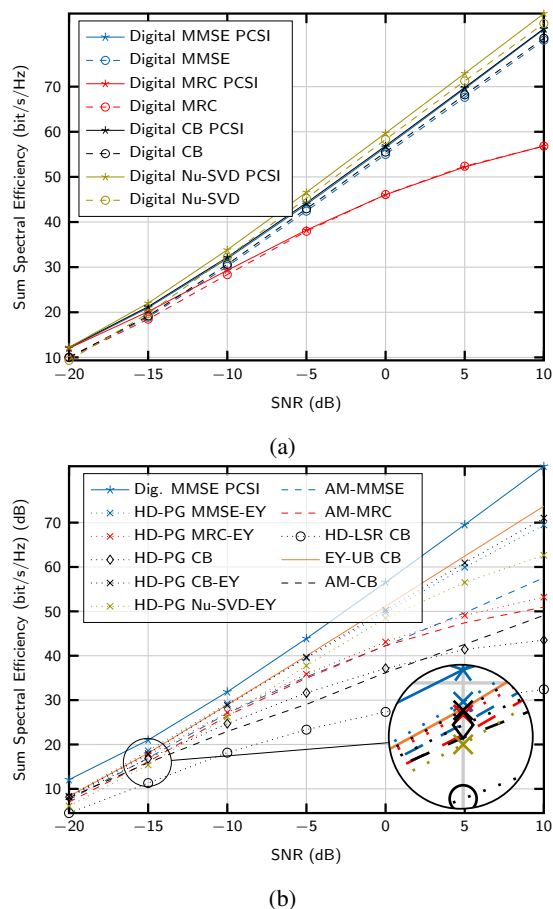 Sum Spectral Efficiency (bit/s/Hz)
80
70
60
50
40
30
20
10
Digital MMSE PCSI
Digital MMSE
Digital MRC PCSI
Digital MRC
Digital CB PCSI
Digital CB
Digital Nu-SVD PCSI
Digital Nu-SVD
−20 −15 −10 −5 0 5 10
SNR (dB)
(a)
Sum Spectral Efficiency (bit/s/Hz) (dB)
70
60
50
40
30
20
10
Dig. MMSE PCSI
HD-PG MMSE-EY
HD-PG MRC-EY
HD-PG CB
HD-PG CB-EY
HD-PG Nu-SVD-EY
AM-MMSE
AM-MRC
HD-LSR CB
EY-UB CB
AM-CB
−20 −15 −10 −5 0 5 10
SNR (dB)
(b)